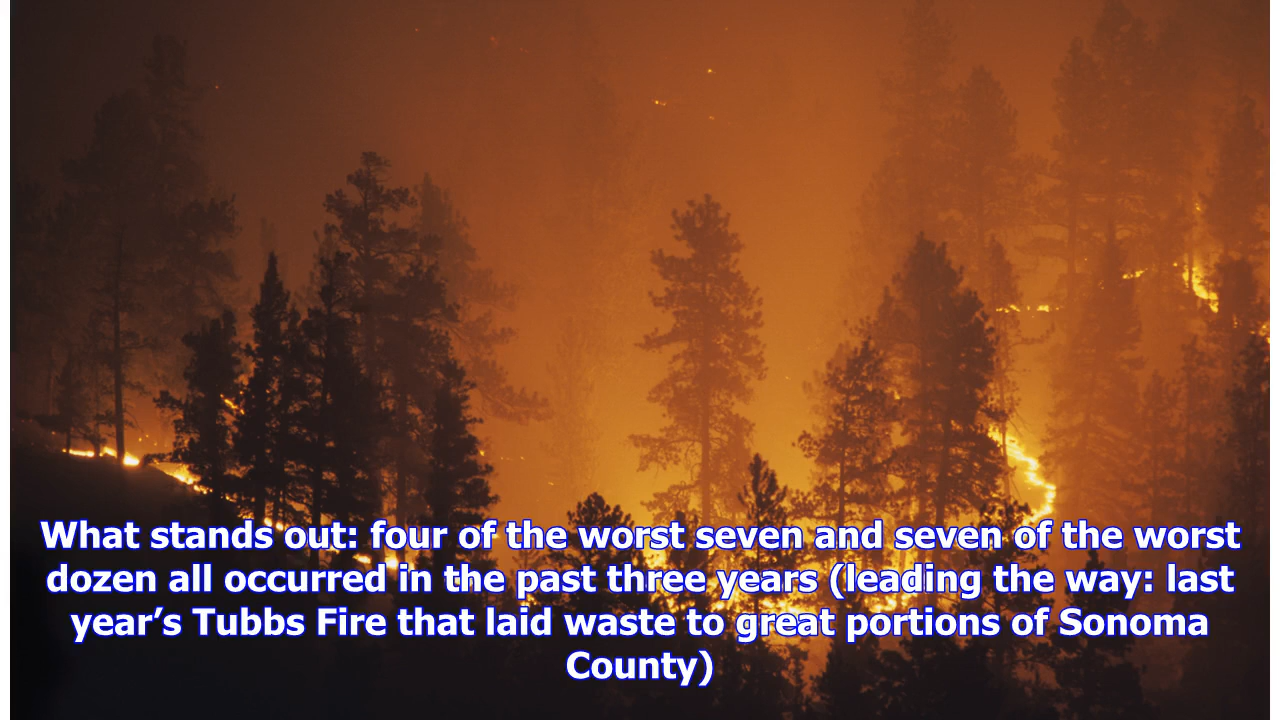 What stands out: four of the worst seven and seven of the worst
dozen all occurred in the past three years (leading the way: last
year’s Tubbs Fire that laid waste to great portions of Sonoma
County)